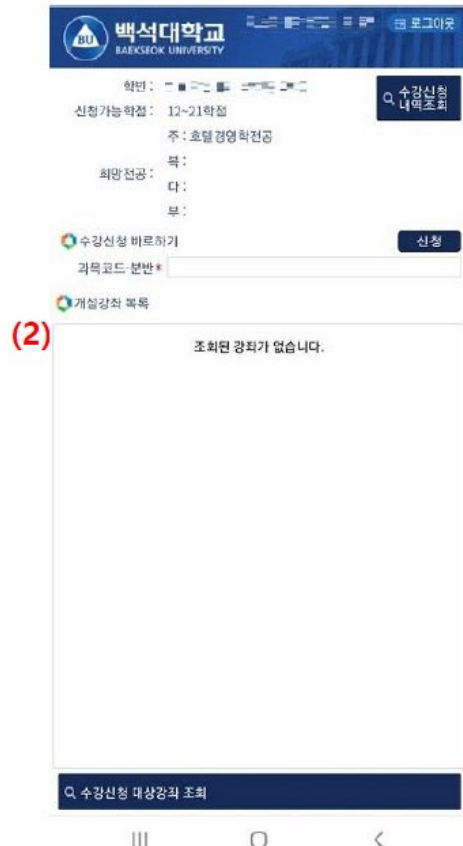 백석대학교
BAEKSEOK UNIVERSITY
로그아웃
학번 :
수강신청
내역조회
신청가능학점 : 12~21학점
희망전공 :
주 : 호텔경영학전공
복 :
다 :
부 :
수강신청 바로하기
신청
과목코드-분반*
개설강좌 목록
(2)
조회된 강좌가 없습니다.
수강신청 대상강좌 조회